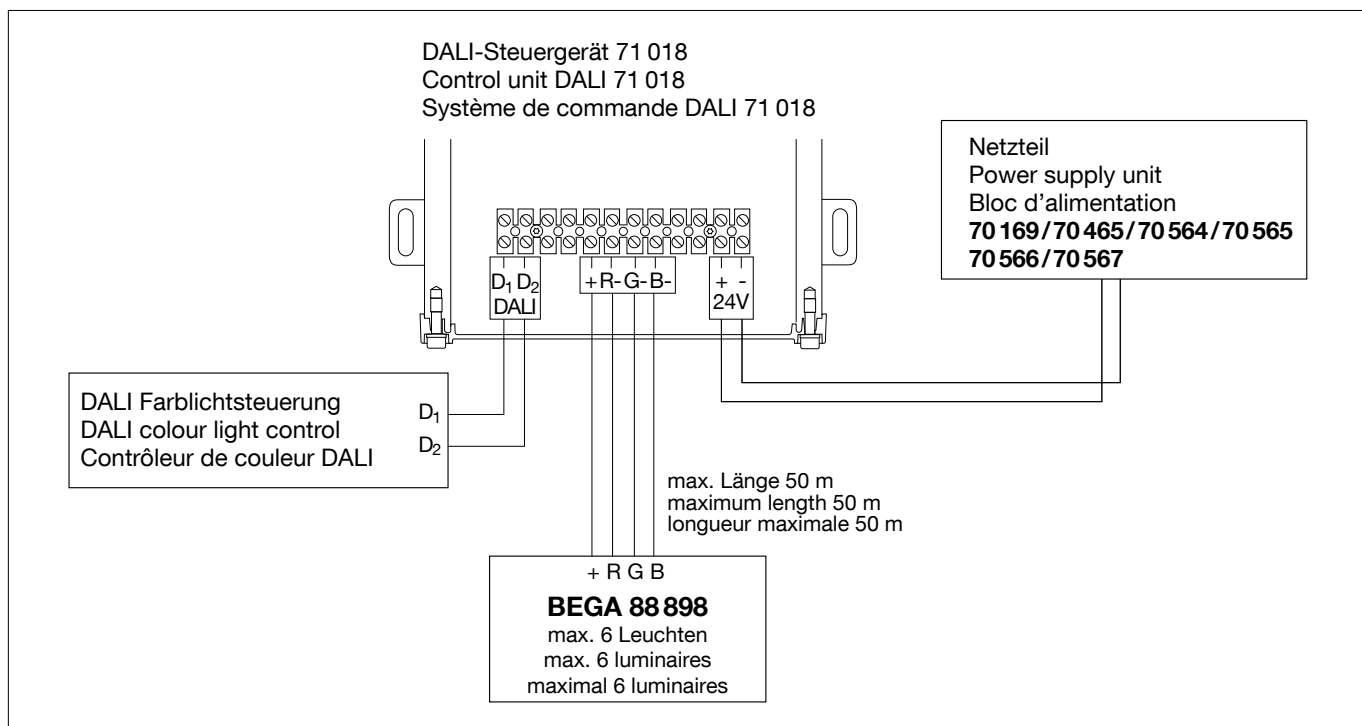 DALI-Steuergerät 71 018
Control unit DALI 71 018
Système de commande DALI 71 018
Netzteil
Power supply unit
Bloc d'alimentation
70 169 / 70 465 / 70 564 / 70 565
70 566 / 70 567
D1 D2
DALI
+ R- G- B-
+ -
24V
DALI Farblichtsteuerung
DALI colour light control
Contrôleur de couleur DALI
D1
D2
max. Länge 50 m
maximum length 50 m
longueur maximale 50 m
+ R G B
BEGA 88 898
max. 6 Leuchten
max. 6 luminaires
maximal 6 luminaires